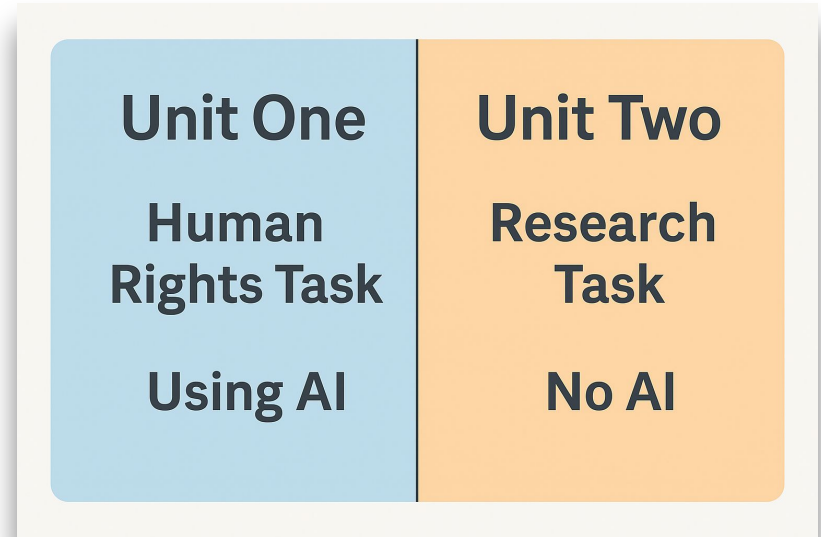 Unit One
Human
Rights Task
Using AI
Unit Two
Research
Task
No AI